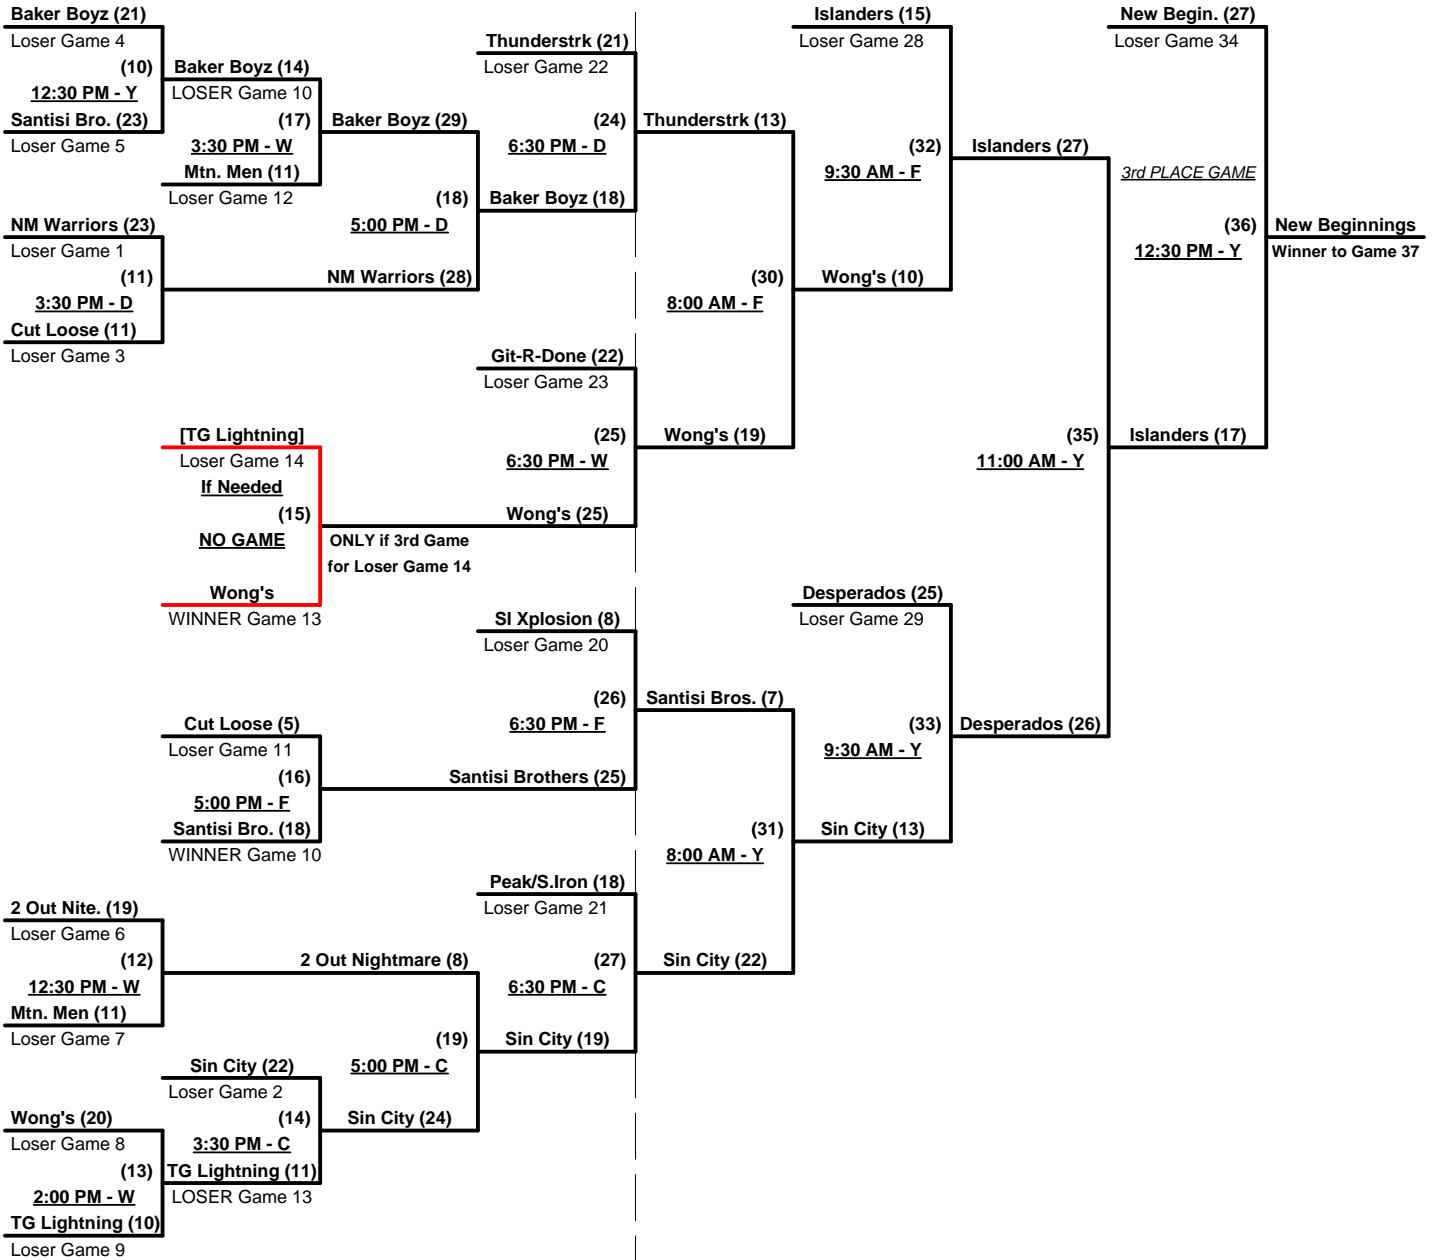 Baker Boyz (21)
Loser Game 4
(10)
12:30 PM - Y
Santisi Bro. (23)
Loser Game 5
NM Warriors (23)
Loser Game 1
(11)
3:30 PM - D
Cut Loose (11)
Loser Game 3
2 Out Nite. (19)
Loser Game 6
(12)
12:30 PM - W
Mtn. Men (11)
Loser Game 7
Wong's (20)
Loser Game 8
(13)
2:00 PM - W
TG Lightning (10)
Loser Game 9
Baker Boyz (14)
LOSER Game 10
(17)
3:30 PM - W
Mtn. Men (11)
Loser Game 12
[TG Lightning]
Loser Game 14
If Needed
(15)
NO GAME
Wong's
WINNER Game 13
Cut Loose (5)
Loser Game 11
(16)
5:00 PM - F
Santisi Bro. (18)
WINNER Game 10
Sin City (22)
Loser Game 2
(14)
3:30 PM - C
TG Lightning (11)
LOSER Game 13
Baker Boyz (29)
(18)
5:00 PM - D
NM Warriors (28)
ONLY if 3rd Game
for Loser Game 14
2 Out Nightmare (8)
(19)
5:00 PM - C
Sin City (24)
Thunderstrk (21)
Loser Game 22
(24)
6:30 PM - D
Baker Boyz (18)
Git-R-Done (22)
Loser Game 23
(25)
6:30 PM - W
Wong's (25)
SI Xplosion (8)
Loser Game 20
(26)
6:30 PM - F
Santisi Brothers (25)
Peak/S.Iron (18)
Loser Game 21
(27)
6:30 PM - C
Sin City (19)
Thunderstrk (13)
(30)
8:00 AM - F
Wong's (19)
Santisi Bros. (7)
(31)
8:00 AM - Y
Sin City (22)
Islanders (15)
Loser Game 28
(32)
9:30 AM - F
Wong's (10)
Desperados (25)
Loser Game 29
(33)
9:30 AM - Y
Sin City (13)
Islanders (27)
(35)
11:00 AM - Y
Desperados (26)
New Begin. (27)
Loser Game 34
3rd PLACE GAME
(36)
12:30 PM - Y
Islanders (17)
New Beginnings
Winner to Game 37